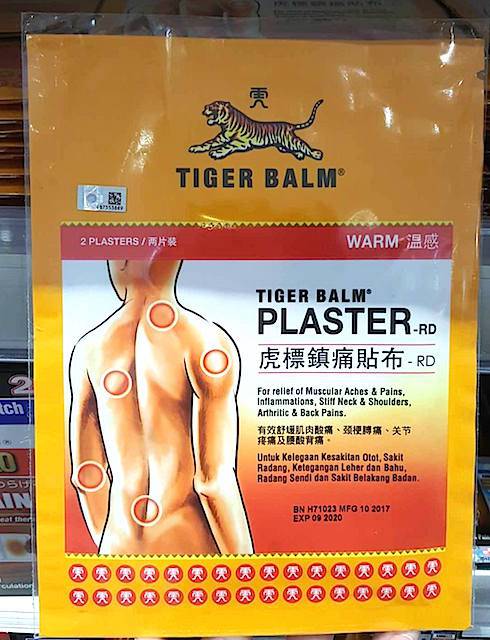 TIGER BALM®
2 PLASTERS / 两片装
WARM 温感
TIGER BALM®
PLASTER-RD
虎標鎮痛貼布 - RD
For relief of Muscular Aches & Pains,
Inflammations, Stiff Neck & Shoulders,
Arthritic & Back Pains.
有效舒缓肌肉酸痛、颈梗膊痛、关节
疼痛及腰酸背痛。
Untuk Kelegaan Kesakitan Otot, Sakit
Radang, Ketegangan Leher dan Bahu,
Radang Sendi dan Sakit Belakang Badan.
BN H71023 MFG 10 2017
EXP 09 2020